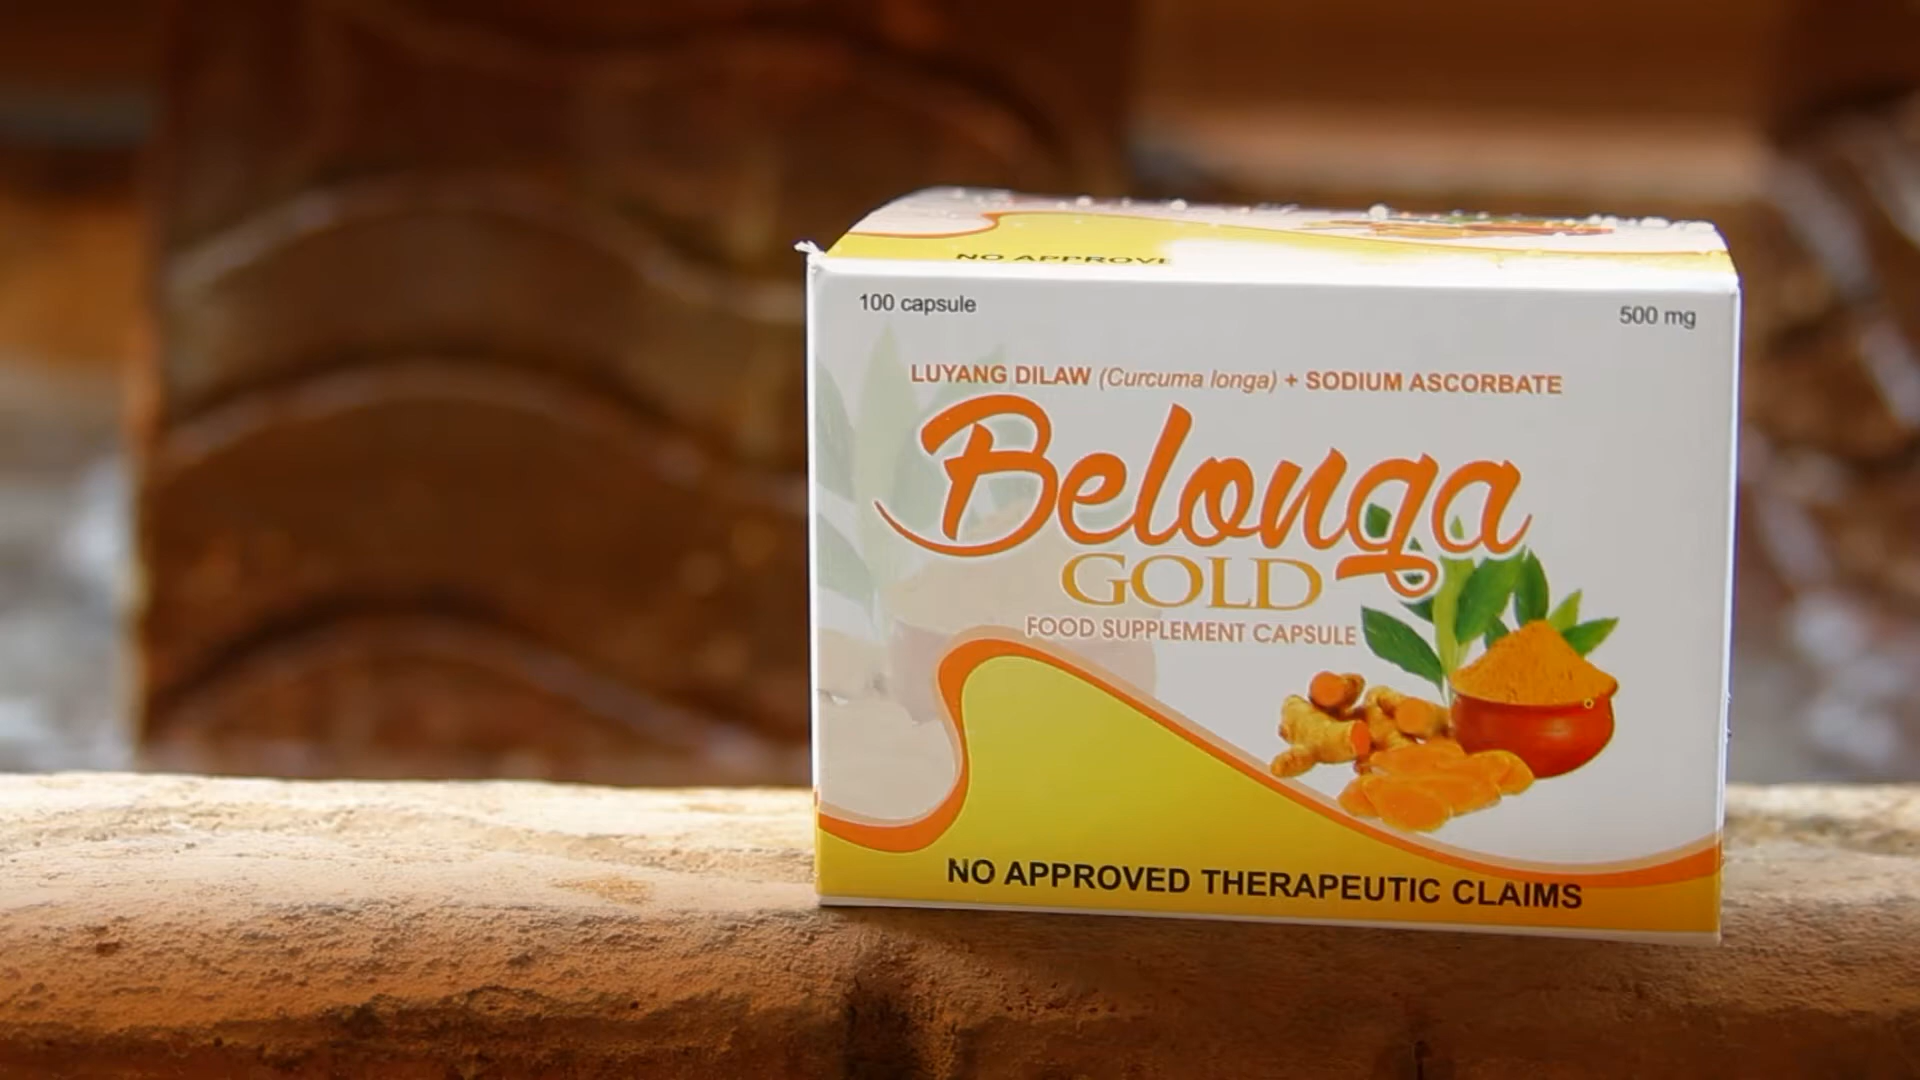 NO APPROVE
100 capsule
500 mg
LUYANG DILAW (Curcuma longa) + SODIUM ASCORBATE
Belonga
GOLD
FOOD SUPPLEMENT CAPSULE
NO APPROVED THERAPEUTIC CLAIMS